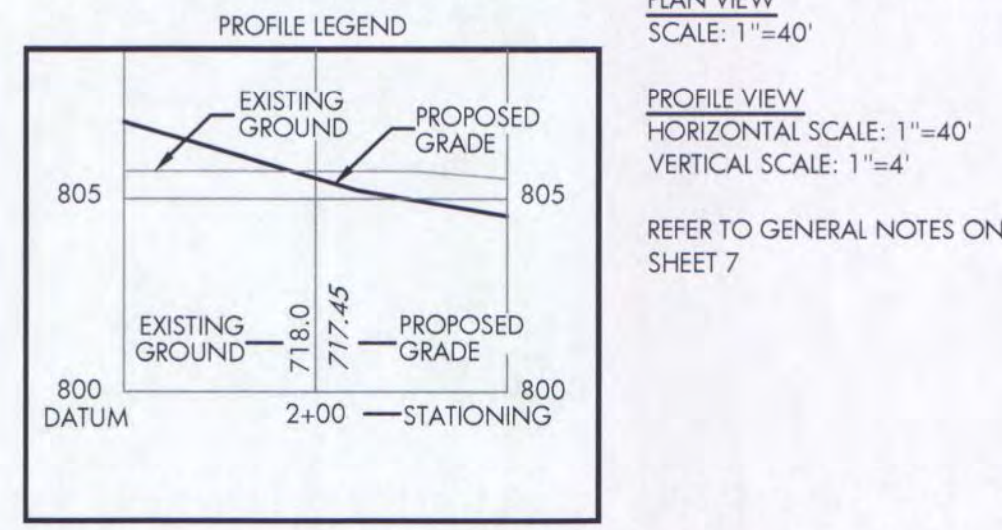 PROFILE LEGEND
EXISTING
GROUND
PROPOSED
GRADE
805
805
EXISTING
GROUND
718.0
717.45
PROPOSED
GRADE
800
800
DATUM
2+00
STATIONING
PLAN VIEW
SCALE: 1"=40'
PROFILE VIEW
HORIZONTAL SCALE: 1"=40'
VERTICAL SCALE: 1"=4'
REFER TO GENERAL NOTES ON
SHEET 7